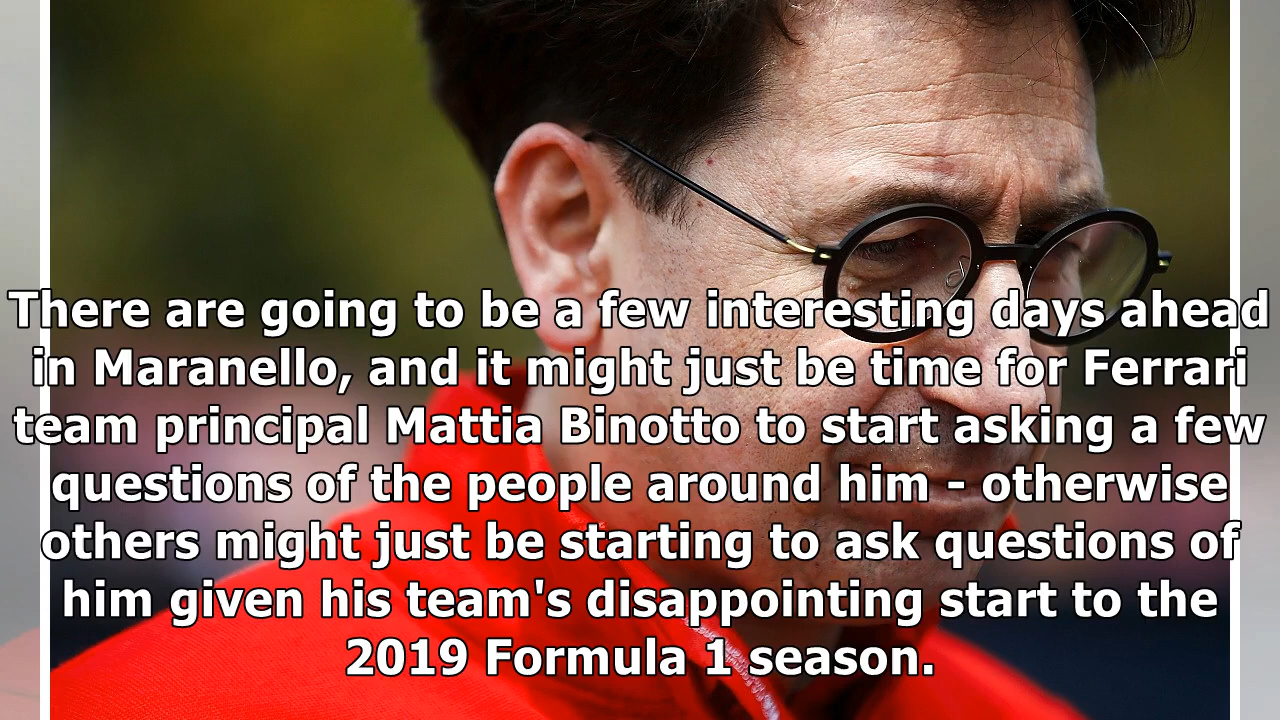 There are going to be a few interesting days ahead
in Maranello, and it might just be time for Ferrari
team principal Mattia Binotto to start asking a few
questions of the people around him - otherwise
others might just be starting to ask questions of
him given his team's disappointing start to the
2019 Formula 1 season.